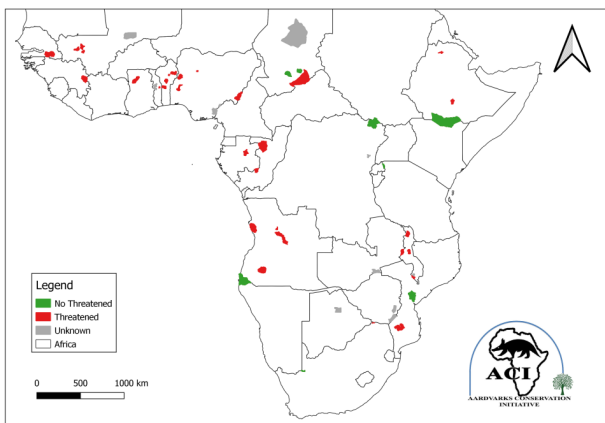 Legend
No Threatened
Threatened
Unknown
Africa
0 500 1000 km
ACI
AARDVARKS CONSERVATION
INITIATIVE